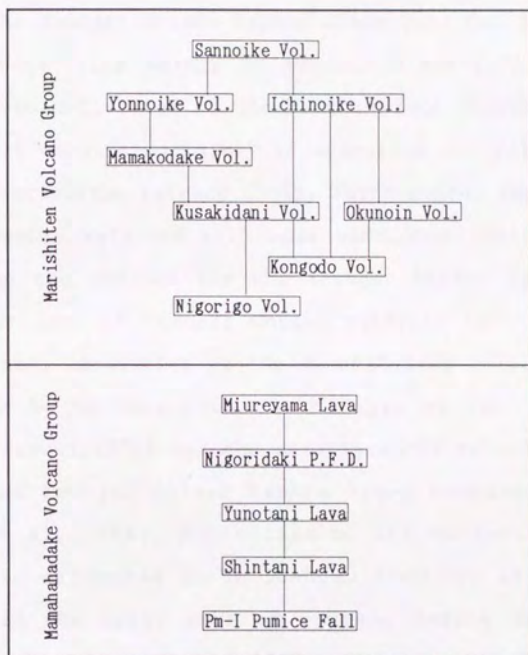 Marishiten Volcano Group
Sannoike Vol.
Yonnoike Vol. Ichinoike Vol.
Mamakodake Vol.
Kusakidani Vol. Okunoin Vol.
Kongodo Vol.
Nigorigo Vol.
Mamahahadake Volcano Group
Miureyama Lava
Nigoridaki P.F.D.
Yunotani Lava
Shintani Lava
Pm-I Pumice Fall